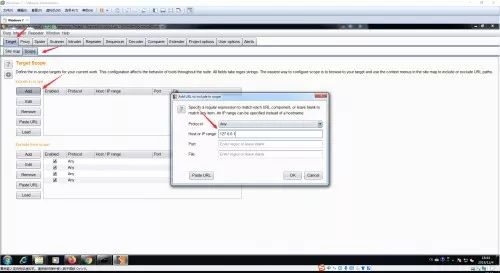 Windows 7
Burp Intruder Repeater Window Help
Target Proxy Spider Scanner Intruder Repeater Sequencer Decoder Comparer Extender Project options User options Alerts
Site map Scope
Target Scope
Define the in-scope targets for your current work. This configuration affects the behavior of tools throughout the suite. All fields take regex strings. The easiest way to configure scope is to browse to your target and use the context menus in the site map to include or exclude URL paths.
Include in scope
Add Enabled Protocol Host / IP range Port File
Edit
Remove
Paste URL
Load ...
Exclude from scope
Add Enabled Protocol Host / IP range Port
Edit Any
Remove Any
Paste URL Any
Load ... Any
Add URL to include in scope
Specify a regular expression to match each URL component, or leave blank to
match any item. An IP range can be specified instead of a hostname.
Protocol: Any
Host or IP range: 127.0.0.1
Port: Enter regex or leave blank
File: Enter regex or leave blank
Paste URL OK Cancel